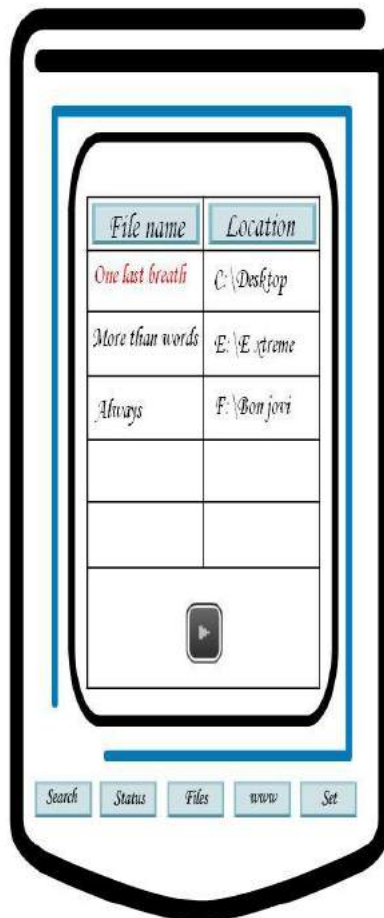 File name Location
One last breath C:\Desktop
More than words E:\E xtreme
Always F:\Bon jovi
Search Status Files www Set